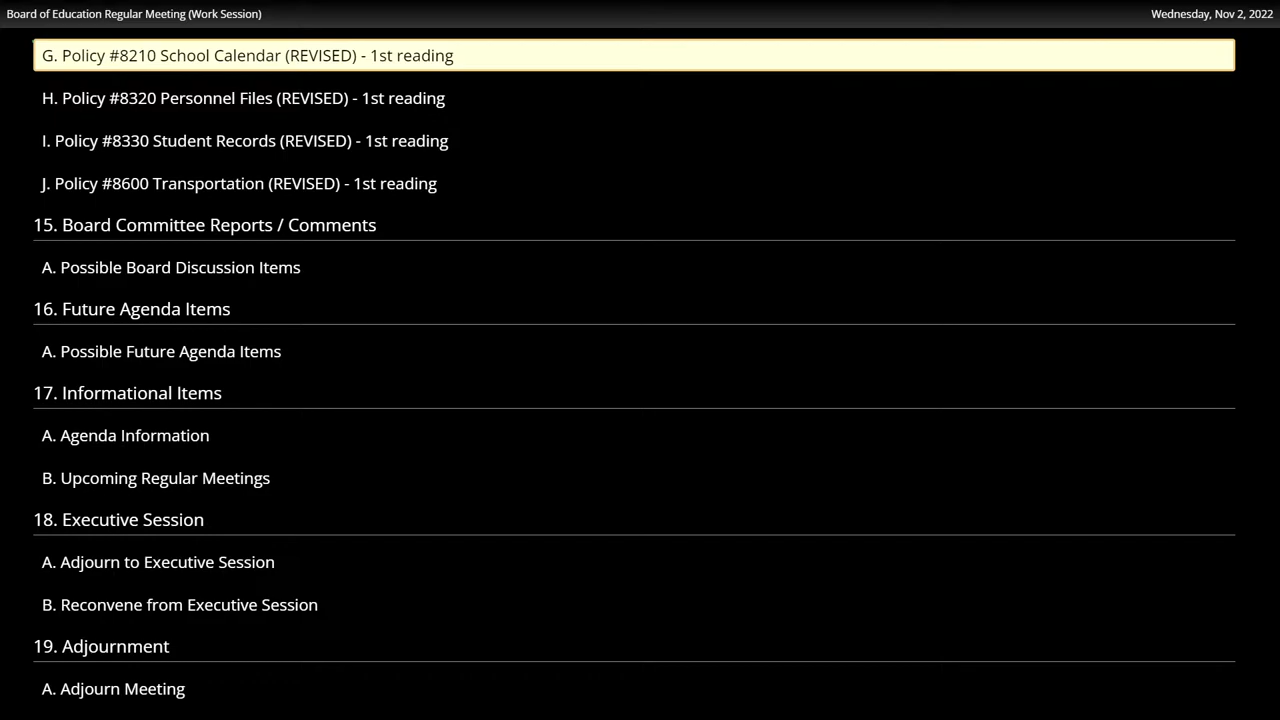 Board of Education Regular Meeting (Work Session)
Wednesday, Nov 2, 2022
G. Policy #8210 School Calendar (REVISED) - 1st reading
H. Policy #8320 Personnel Files (REVISED) - 1st reading
I. Policy #8330 Student Records (REVISED) - 1st reading
J. Policy #8600 Transportation (REVISED) - 1st reading
15. Board Committee Reports / Comments
A. Possible Board Discussion Items
16. Future Agenda Items
A. Possible Future Agenda Items
17. Informational Items
A. Agenda Information
B. Upcoming Regular Meetings
18. Executive Session
A. Adjourn to Executive Session
B. Reconvene from Executive Session
19. Adjournment
A. Adjourn Meeting